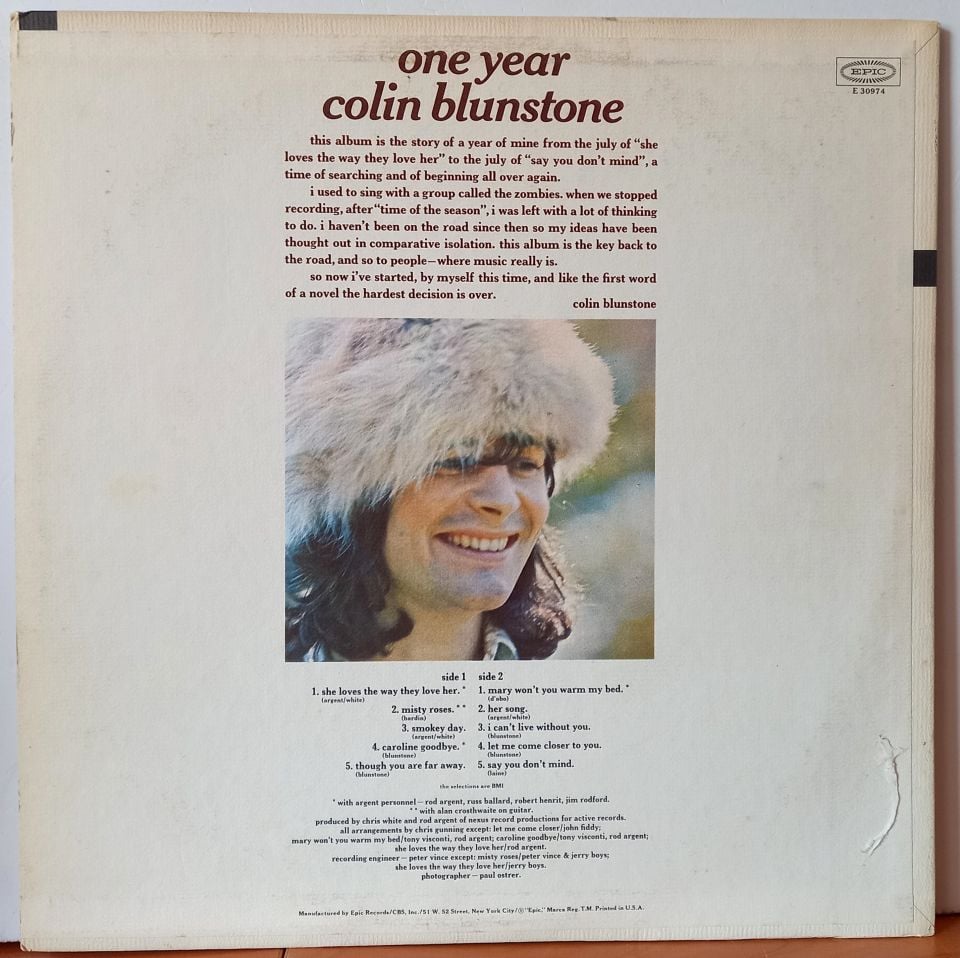 one year
colin blunstone
EPIC
E 30974
this album is the story of a year of mine from the july of “she
loves the way they love her” to the july of “say you don’t mind”, a
time of searching and of beginning all over again.
i used to sing with a group called the zombies. when we stopped
recording, after “time of the season”, i was left with a lot of thinking
to do. i haven’t been on the road since then so my ideas have been
thought out in comparative isolation. this album is the key back to
the road, and so to people—where music really is.
so now i’ve started, by myself this time, and like the first word
of a novel the hardest decision is over.
colin blunstone
side 1
1. she loves the way they love her. *
(argent/white)
2. misty roses. * *
(hardin)
3. smokey day.
(argent/white)
4. caroline goodbye. *
(blunstone)
5. though you are far away.
(blunstone)
side 2
1. mary won’t you warm my bed. *
(d’abo)
2. her song.
(argent/white)
3. i can’t live without you.
(blunstone)
4. let me come closer to you.
(blunstone)
5. say you don’t mind.
(laine)
the selections are BMI
* with argent personnel — rod argent, russ ballard, robert henrit, jim rodford.
* * with alan crosthwaite on guitar.
produced by chris white and rod argent of nexus record productions for active records.
all arrangements by chris gunning except: let me come closer/john fiddy;
mary won’t you warm my bed/tony visconti, rod argent; caroline goodbye/tony visconti, rod argent;
she loves the way they love her/rod argent.
recording engineer — peter vince except: misty roses/peter vince & jerry boys;
she loves the way they love her/jerry boys.
photographer — paul ostrer.
Manufactured by Epic Records/CBS, Inc./51 W. 52 Street, New York City/Ⓟ“Epic,” Marca Reg. T.M. Printed in U.S.A.